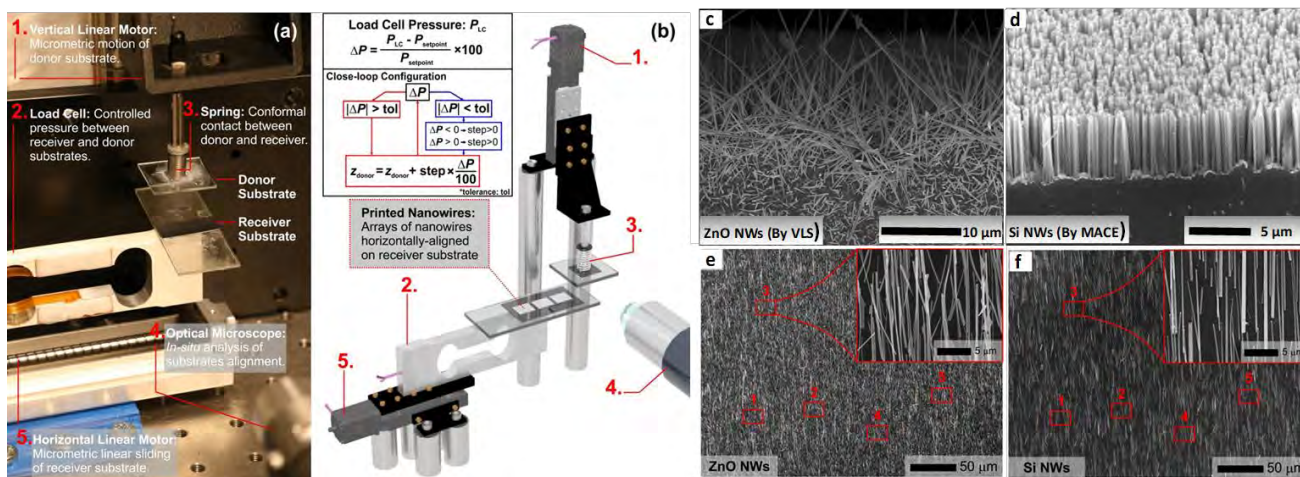 (a)
1. Vertical Linear Motor:
Micrometric motion of
donor substrate.
2. Load Cell: Controlled
pressure between
receiver and donor
substrates.
3. Spring: Conformal
contact between
donor and receiver.
Donor
Substrate
Receiver
Substrate
4. Optical Microscope:
In-situ analysis of
substrates alignment.
5. Horizontal Linear Motor:
Micrometric linear sliding
of receiver substrate
(b)
Load Cell Pressure: P_LC
ΔP = (P_LC - P_setpoint) / P_setpoint ×100
Close-loop Configuration
ΔP
|ΔP| > tol
|ΔP| < tol
ΔP < 0 → step>0
ΔP > 0 → step>0
z_donor = z_donor + step × ΔP/100
*tolerance: tol
Printed Nanowires:
Arrays of nanowires
horizontally-aligned
on receiver substrate
1.
2.
3.
4.
5.
c
ZnO NWs (By VLS)
10 µm
d
Si NWs (By MACE)
5 µm
e
3
5 µm
1
2
4
5
ZnO NWs
50 µm
f
3
5 µm
1
2
4
5
Si NWs
50 µm